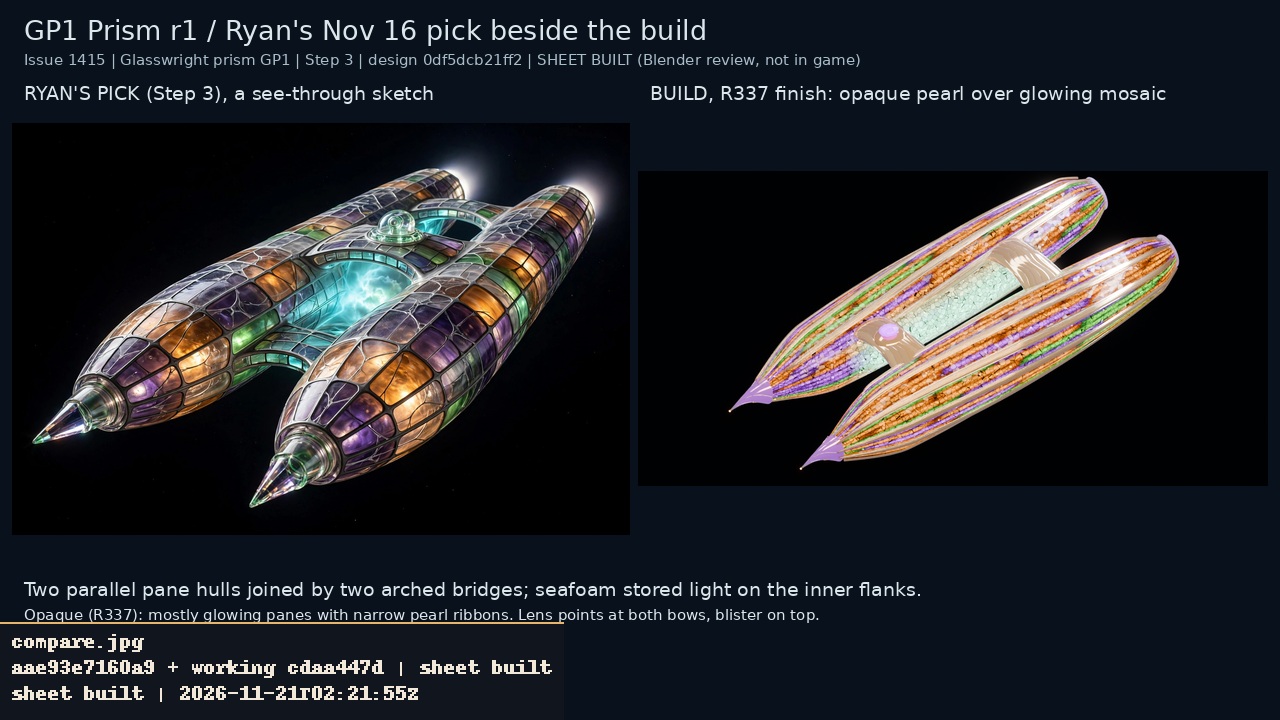 GP1 Prism r1 / Ryan's Nov 16 pick beside the build
Issue 1415 | Glasswright prism GP1 | Step 3 | design 0df5dcb21ff2 | SHEET BUILT (Blender review, not in game)
RYAN'S PICK (Step 3), a see-through sketch
BUILD, R337 finish: opaque pearl over glowing mosaic
Two parallel pane hulls joined by two arched bridges; seafoam stored light on the inner flanks.
Opaque (R337): mostly glowing panes with narrow pearl ribbons. Lens points at both bows, blister on top.
compare.jpg
aae93e7160a9 + working cdaa447d | sheet built
sheet built | 2026-11-21T02:21:55Z